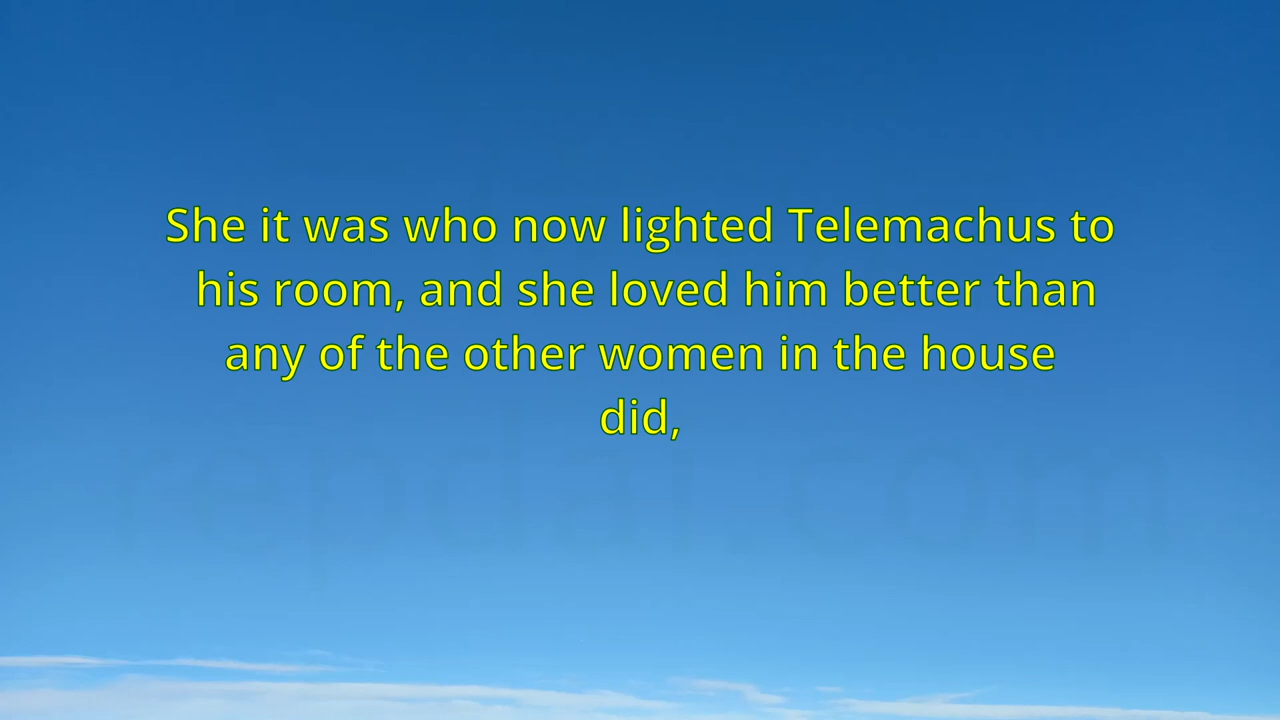 She it was who now lighted Telemachus to
his room, and she loved him better than
any of the other women in the house
did,